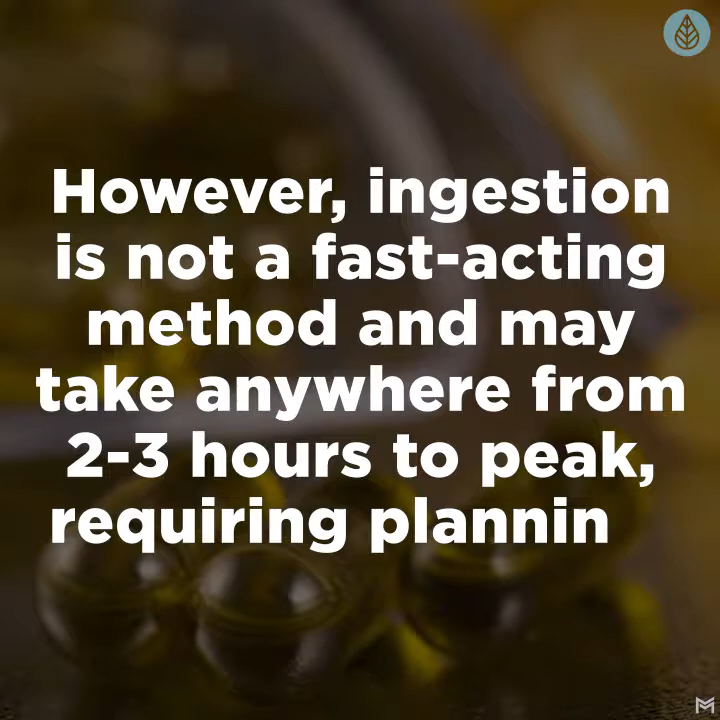 However, ingestion
is not a fast-acting
method and may
take anywhere from
2-3 hours to peak,
requiring plannin